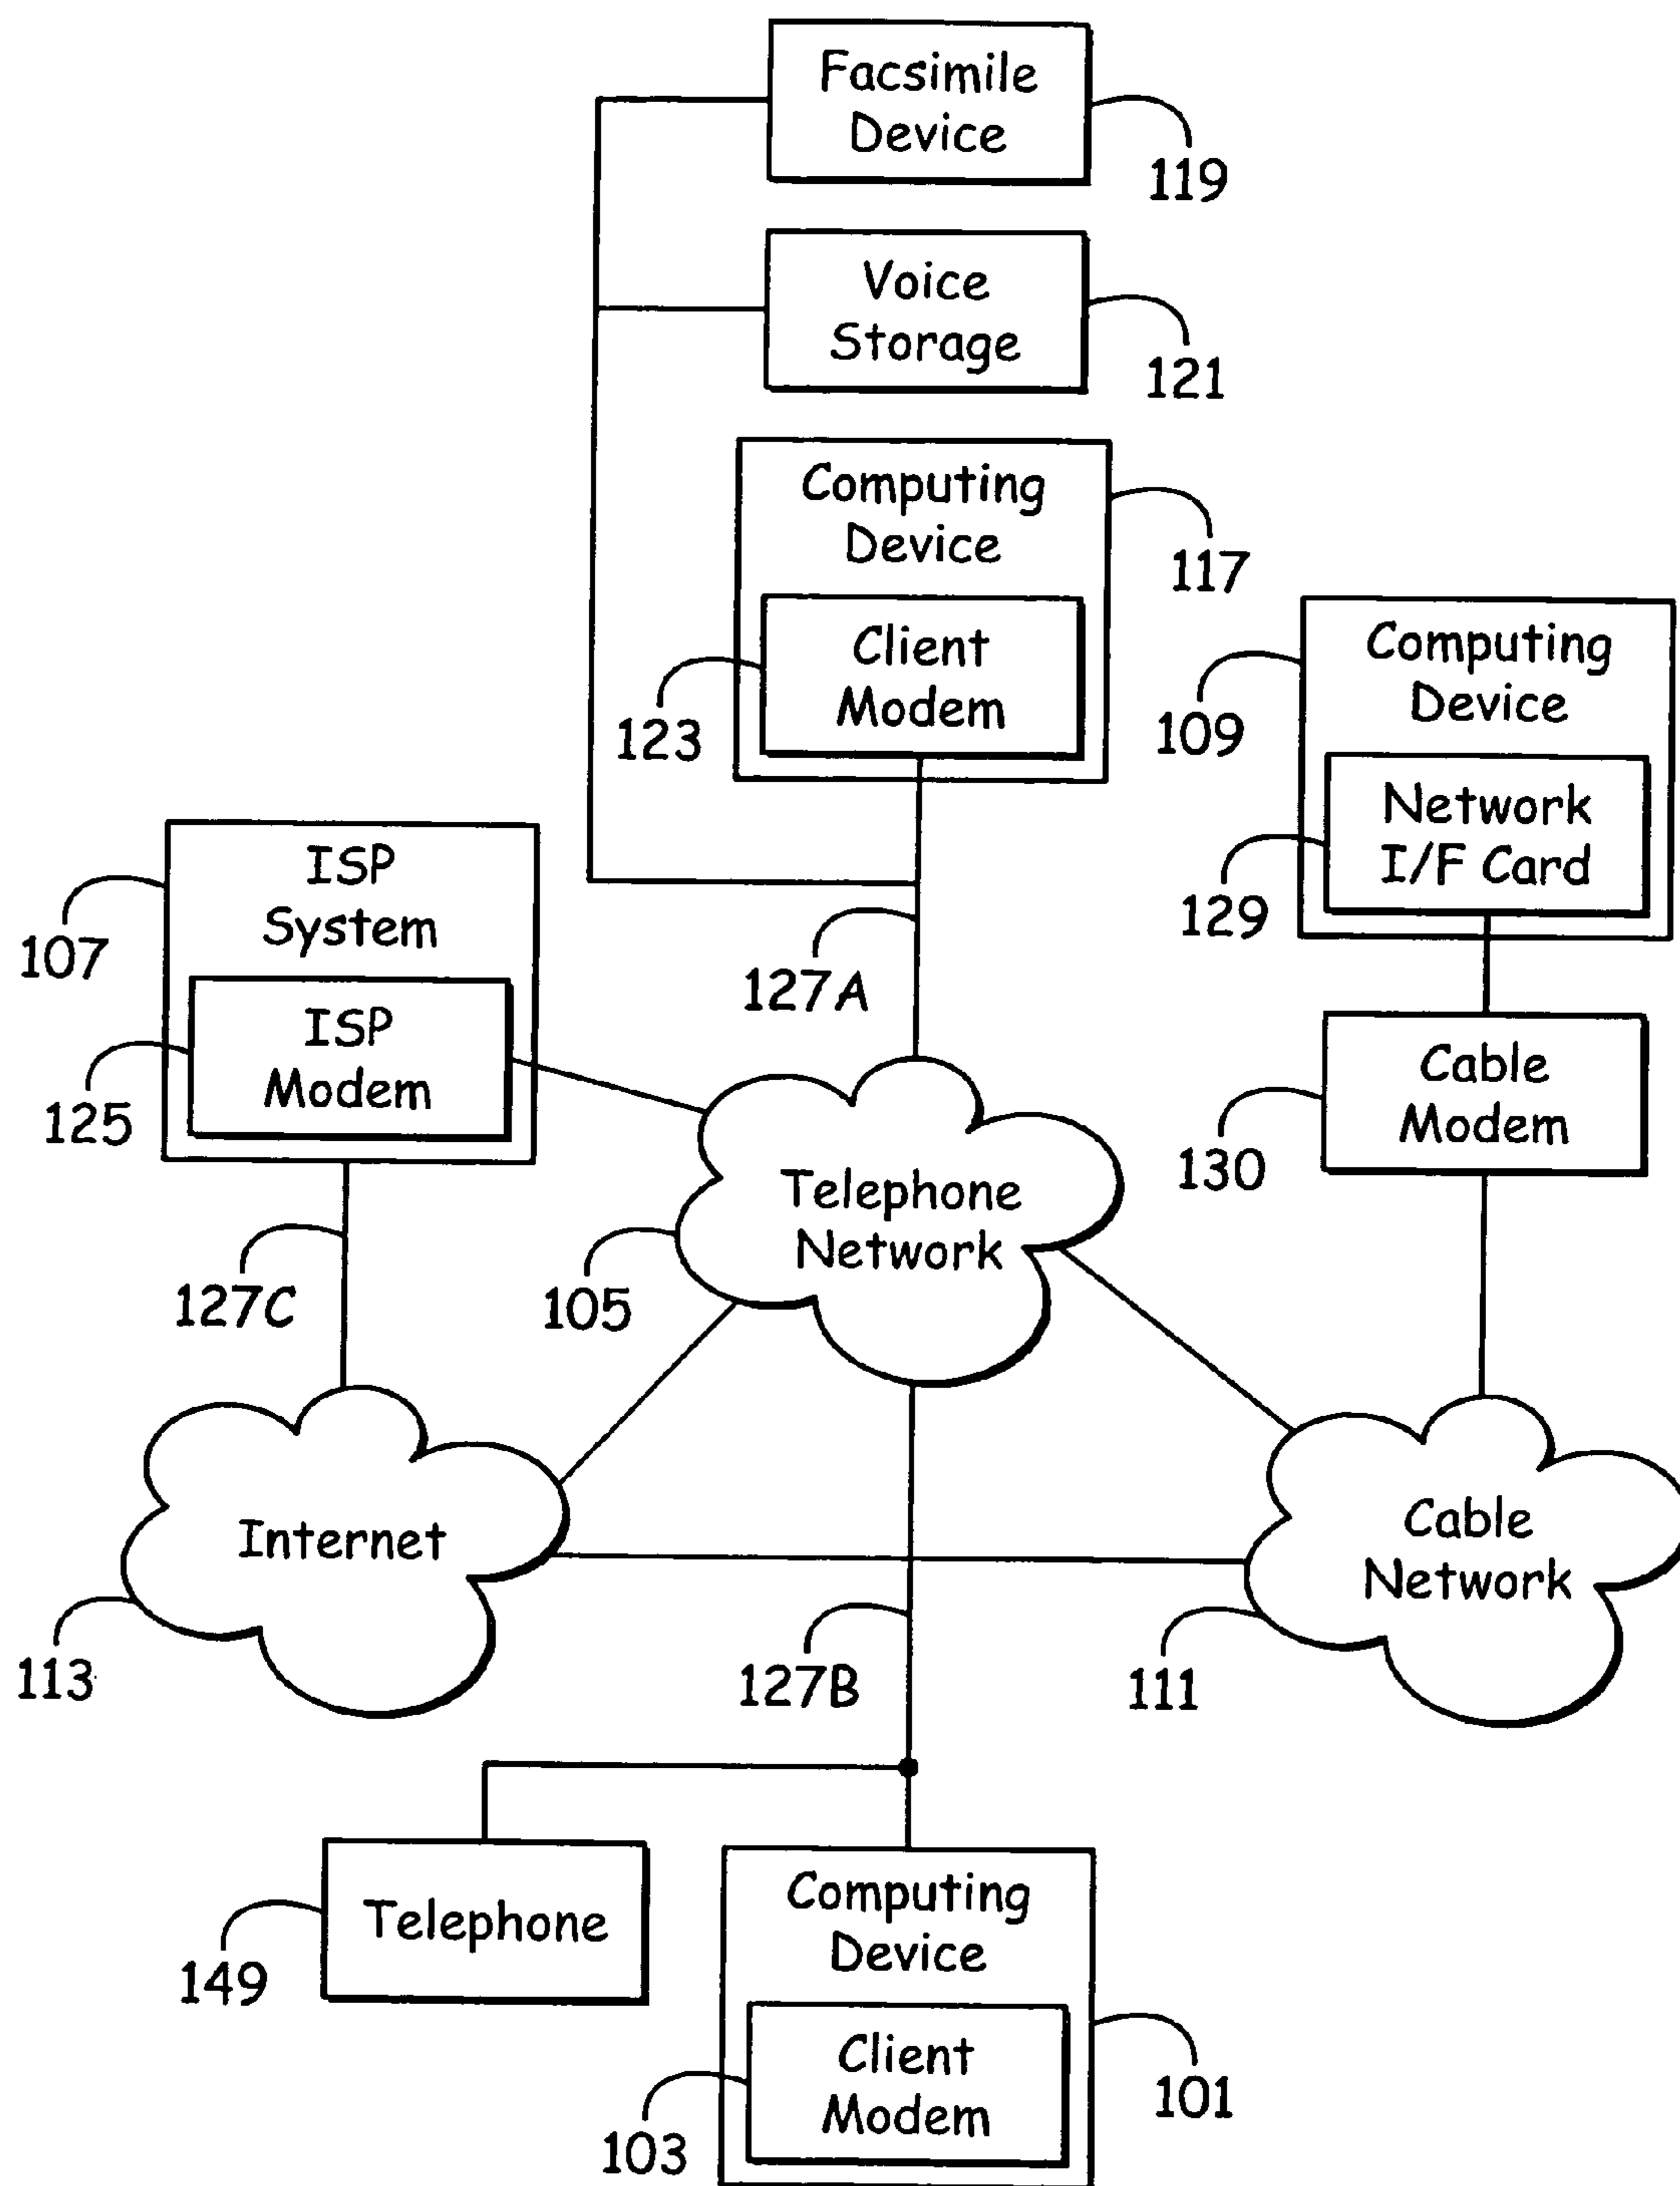 Facsimile
Device
119
Voice
Storage
121
Computing
Device
117
Client
Modem
123
Computing
Device
109
Network
I/F Card
129
ISP
System
107
ISP
Modem
125
127A
Cable
Modem
130
Telephone
Network
105
127C
Internet
113
Cable
Network
111
127B
Telephone
149
Computing
Device
101
Client
Modem
103